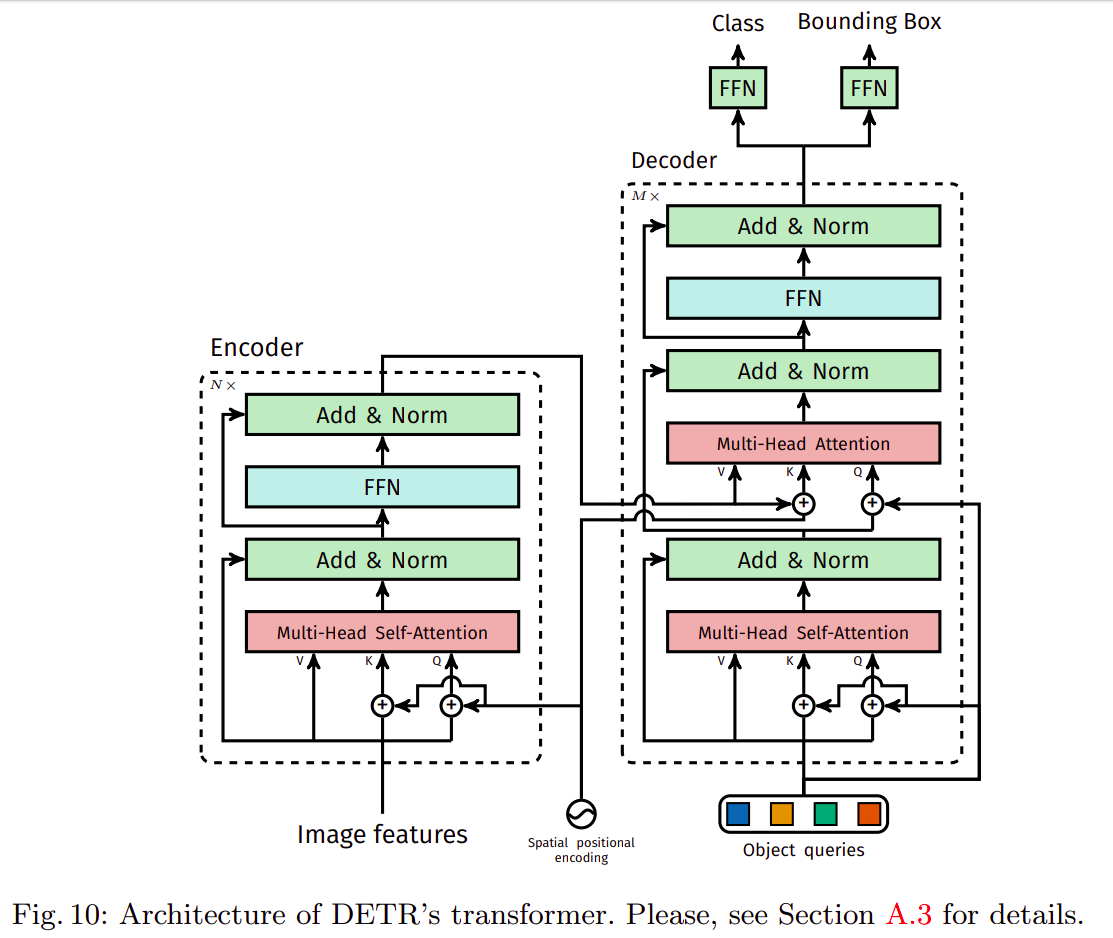 Class
Bounding Box
FFN
FFN
Decoder
M ×
Add & Norm
FFN
Add & Norm
Multi-Head Attention
V
K
Q
+
+
Add & Norm
Multi-Head Self-Attention
V
K
Q
+
+
Object queries
Encoder
N ×
Add & Norm
FFN
Add & Norm
Multi-Head Self-Attention
V
K
Q
+
+
Image features
Spatial positional
encoding
Fig. 10: Architecture of DETR's transformer. Please, see Section A.3 for details.